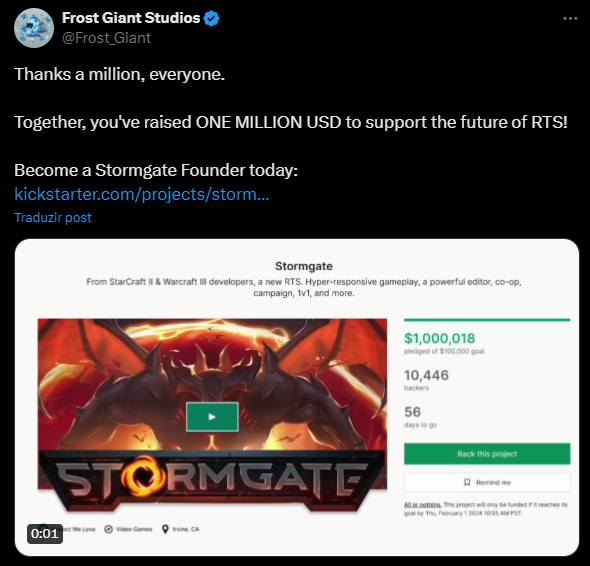 Frost Giant Studios
@Frost_Giant
Thanks a million, everyone.
Together, you've raised ONE MILLION USD to support the future of RTS!
Become a Stormgate Founder today:
kickstarter.com/projects/storm...
Traduzir post
Stormgate
From StarCraft II & Warcraft III developers, a new RTS. Hyper-responsive gameplay, a powerful editor, co-op,
campaign, 1v1, and more.
$1,000,018
pledged of $100,000 goal
10,446
backers
56
days to go
Back this project
Remind me
All or nothing. This project will only be funded if it reaches its
goal by Thu, February 1 2024 10:55 AM PST.
STORMGATE
0:01
We Love
Video Games
Irvine, CA